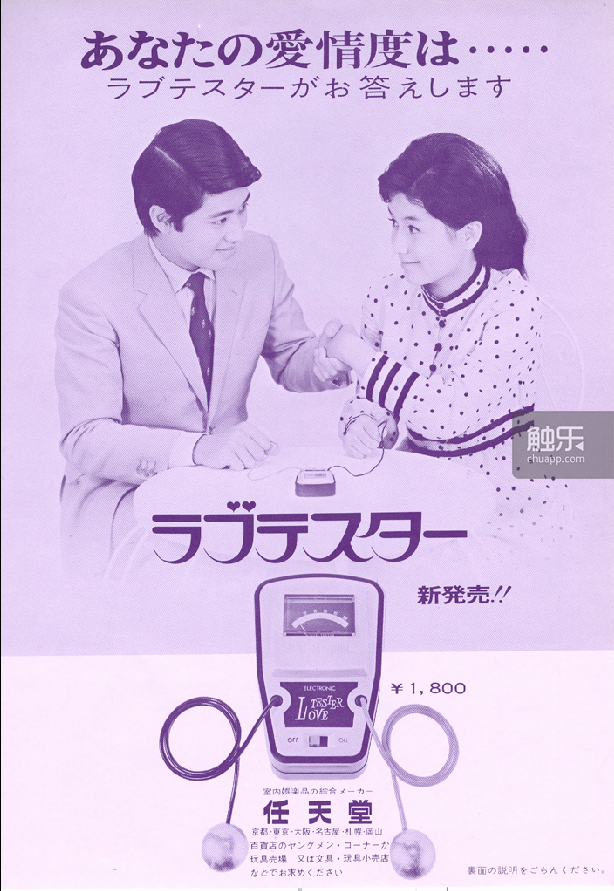 あなたの愛情度は・・・・・
ラブテスターがお答えします
触乐
chuapp.com
ラブテスター
新発売!!
ELECTRONIC
LOVE TESTER
OFF ON
¥1,800
室内娯楽品の綜合メーカー
任天堂
京都・東京・大阪・名古屋・札幌・岡山
百貨店のヤングメン・コーナーか
玩具売場 又は文具・玩具小売店
などでお求めください
裏面の説明をごらんください。